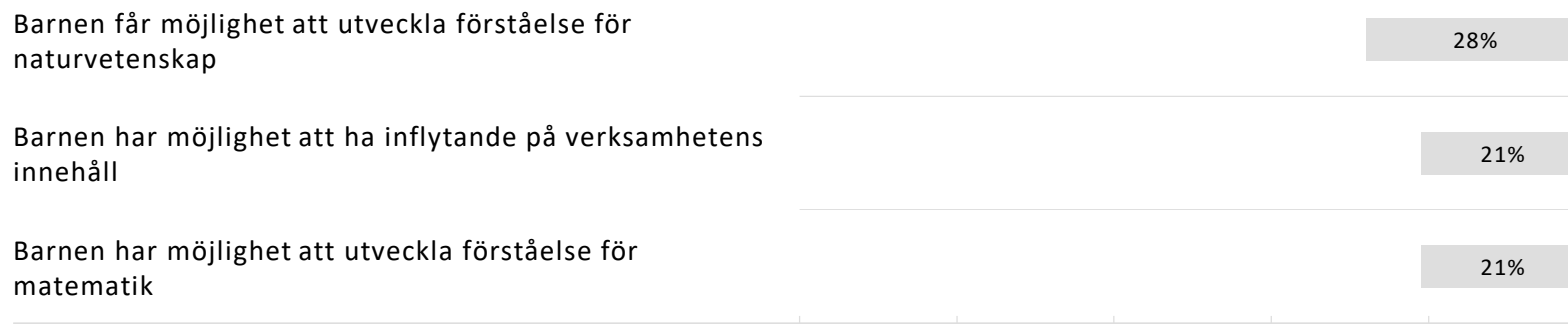 Barnen får möjlighet att utveckla förståelse för
naturvetenskap
28%
Barnen har möjlighet att ha inflytande på verksamhetens
innehåll
21%
Barnen har möjlighet att utveckla förståelse för
matematik
21%